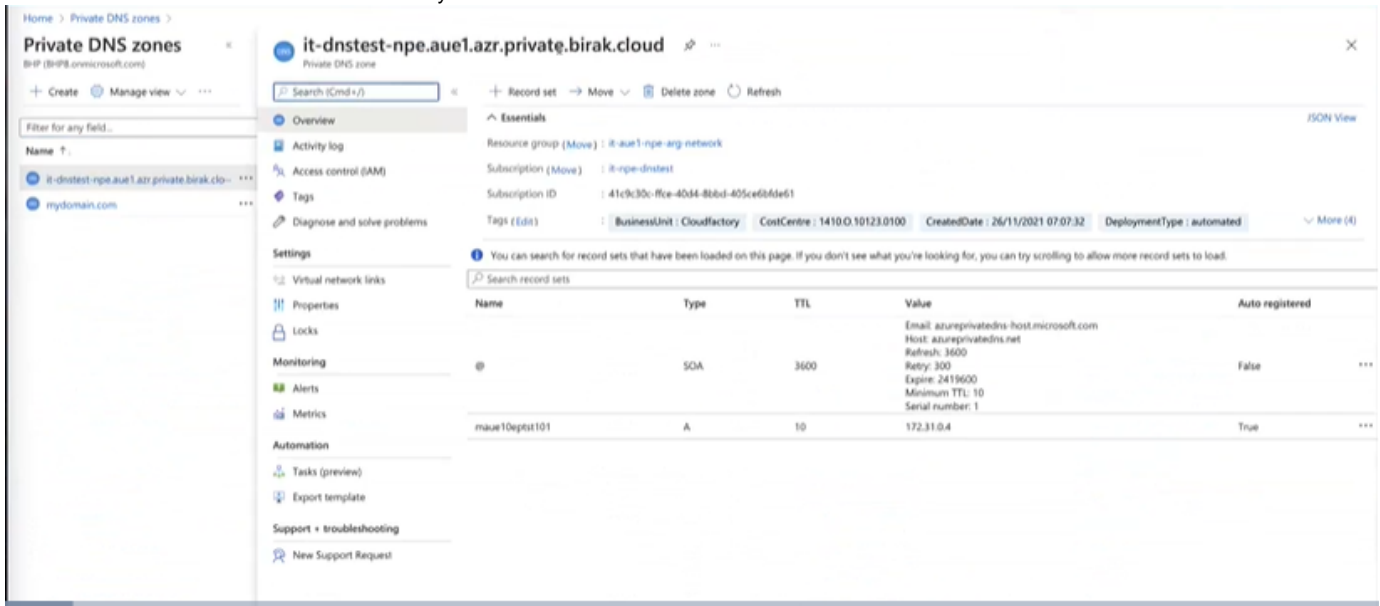 Home > Private DNS zones >
Private DNS zones
BHP (BHPB.onmicrosoft.com)
+ Create Manage view ...
Filter for any field...
Name ↑
it-dnstest-npe.aue1.azr.private.birak.clo... ...
mydomain.com ...
it-dnstest-npe.aue1.azr.private.birak.cloud ...
Private DNS zone
Search (Cmd+/) «
Overview
Activity log
Access control (IAM)
Tags
Diagnose and solve problems
Settings
Virtual network links
Properties
Locks
Monitoring
Alerts
Metrics
Automation
Tasks (preview)
Export template
Support + troubleshooting
New Support Request
+ Record set → Move Delete zone Refresh
Essentials JSON View
Resource group (Move) : it-aue1-npe-arg-network
Subscription (Move) : it-npe-dnstest
Subscription ID :
Tags (Edit) : BusinessUnit : Cloudfactory CostCentre : 1410.O.10123.0100 CreatedDate : 26/11/2021 07:07:32 DeploymentType : automated More (4)
You can search for record sets that have been loaded on this page. If you don't see what you're looking for, you can try scrolling to allow more record sets to load.
Search record sets
Name Type TTL Value Auto registered
@ SOA 3600 Email: azureprivatedns-host.microsoft.com
Host: azureprivatedns.net
Refresh: 3600
Retry: 300
Expire: 2419600
Minimum TTL: 10
Serial number: 1
False ...
maue10eptst101 A 10 172.31.0.4 True ...